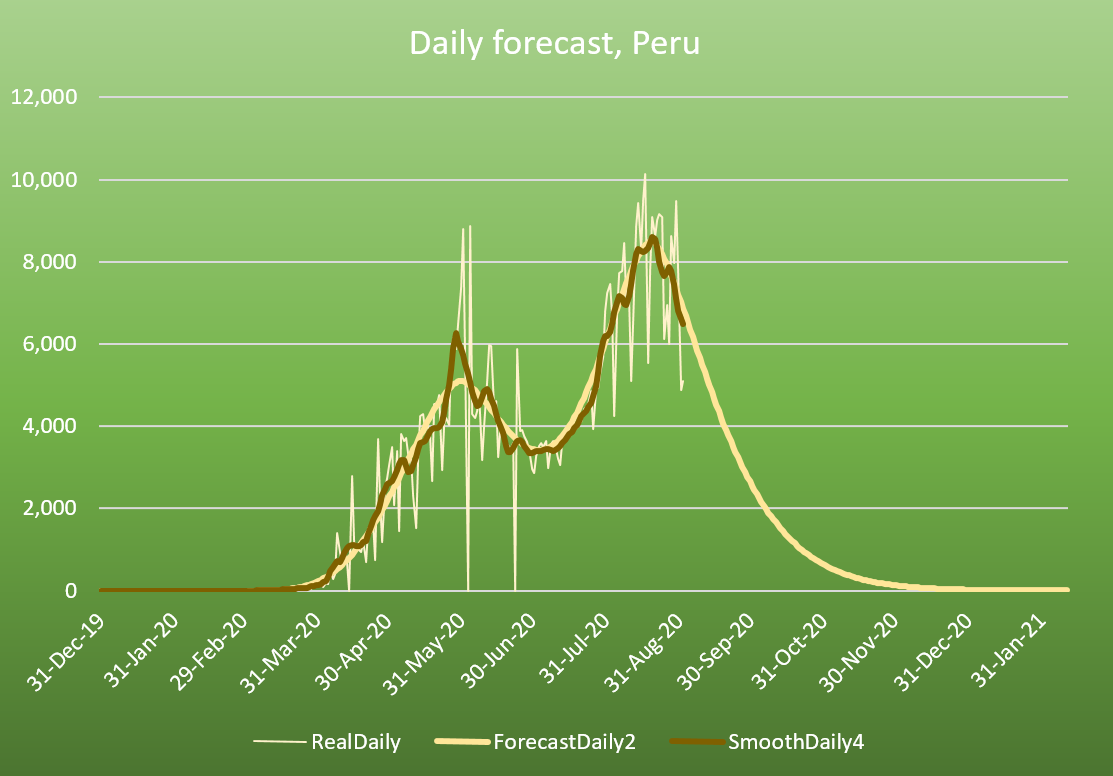 Daily forecast, Peru
12,000
10,000
8,000
6,000
4,000
2,000
0
31-Dec-19
31-Jan-20
29-Feb-20
31-Mar-20
30-Apr-20
31-May-20
30-Jun-20
31-Jul-20
31-Aug-20
30-Sep-20
31-Oct-20
30-Nov-20
31-Dec-20
31-Jan-21
RealDaily ForecastDaily2 SmoothDaily4